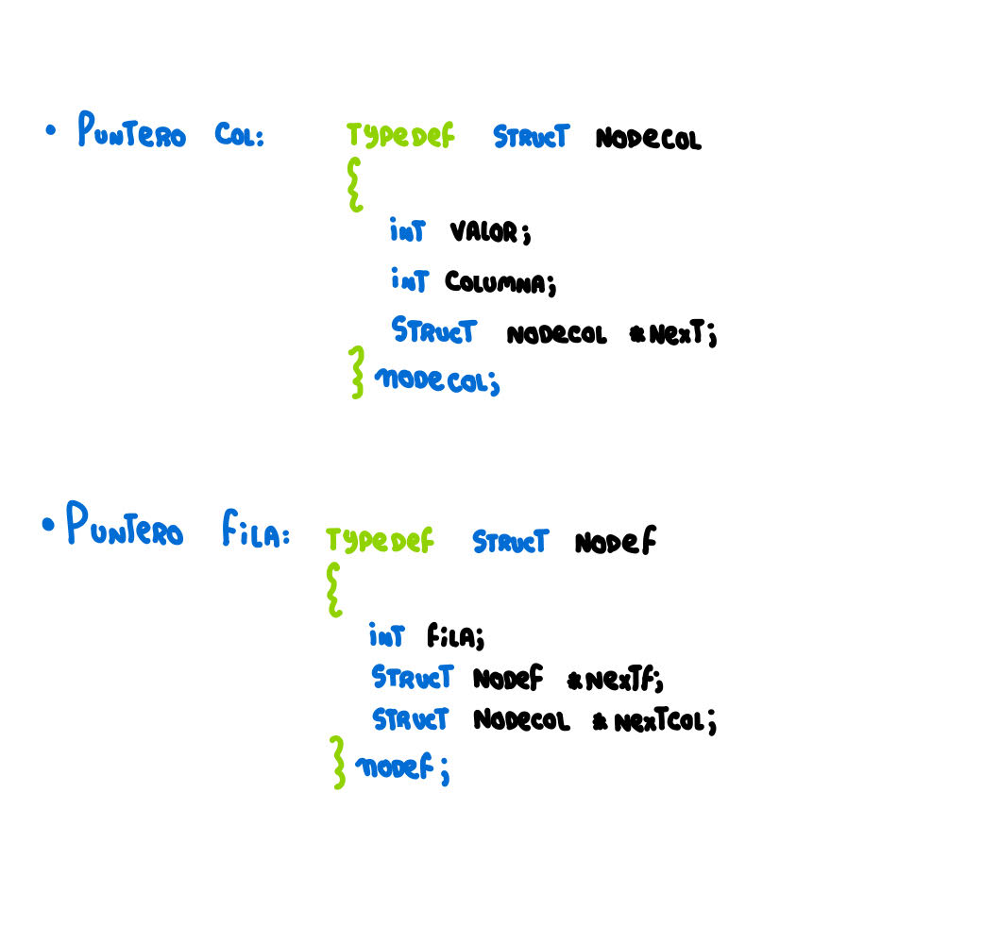 • Puntero Col: Typedef struct Nodecol
{
int valor;
int columna;
struct Nodecol *next;
} nodecol;
• Puntero fila: Typedef struct Nodef
{
int fila;
struct Nodef *nextf;
struct Nodecol *nextcol;
} nodef;